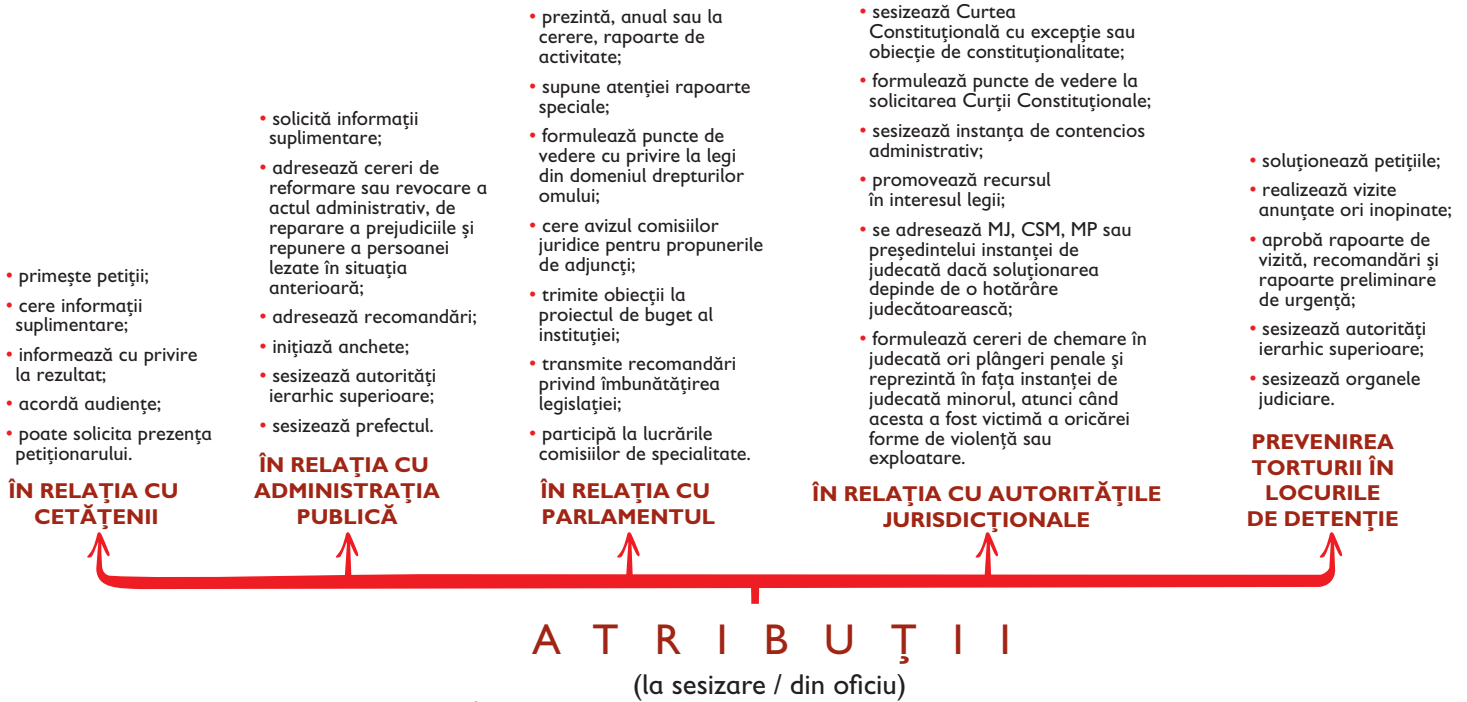 • primește petiții;
• cere informații
suplimentare;
• informează cu privire
la rezultat;
• acordă audiențe;
• poate solicita prezența
petiționarului.
ÎN RELAȚIA CU
CETĂȚENII
• solicită informații
suplimentare;
• adresează cereri de
reformare sau revocare a
actul administrativ, de
reparare a prejudiciile și
repunere a persoanei
lezate în situația
anterioară;
• adresează recomandări;
• inițiază anchete;
• sesizează autorități
ierarhic superioare;
• sesizează prefectul.
ÎN RELAȚIA CU
ADMINISTRAȚIA
PUBLICĂ
• prezintă, anual sau la
cerere, rapoarte de
activitate;
• supune atenției rapoarte
speciale;
• formulează puncte de
vedere cu privire la legi
din domeniul drepturilor
omului;
• cere avizul comisiilor
juridice pentru propunerile
de adjuncți;
• trimite obiecții la
proiectul de buget al
instituției;
• transmite recomandări
privind îmbunătățirea
legislației;
• participă la lucrările
comisiilor de specialitate.
ÎN RELAȚIA CU
PARLAMENTUL
• sesizează Curtea
Constituțională cu excepție sau
obiecție de constituționalitate;
• formulează puncte de vedere la
solicitarea Curții Constituționale;
• sesizează instanța de contencios
administrativ;
• promovează recursul
în interesul legii;
• se adresează MJ, CSM, MP sau
președintelui instanței de
judecată dacă soluționarea
depinde de o hotărâre
judecătoarească;
• formulează cereri de chemare în
judecată ori plângeri penale și
reprezintă în fața instanței de
judecată minorul, atunci când
acesta a fost victimă a oricărei
forme de violență sau
exploatare.
ÎN RELAȚIA CU AUTORITĂȚILE
JURISDICȚIONALE
• soluționează petițiile;
• realizează vizite
anunțate ori inopinate;
• aprobă rapoarte de
vizită, recomandări și
rapoarte preliminare
de urgență;
• sesizează autorități
ierarhic superioare;
• sesizează organele
judiciare.
PREVENIREA
TORTURII ÎN
LOCURILE
DE DETENȚIE
A T R I B U Ţ I I
(la sesizare / din oficiu)